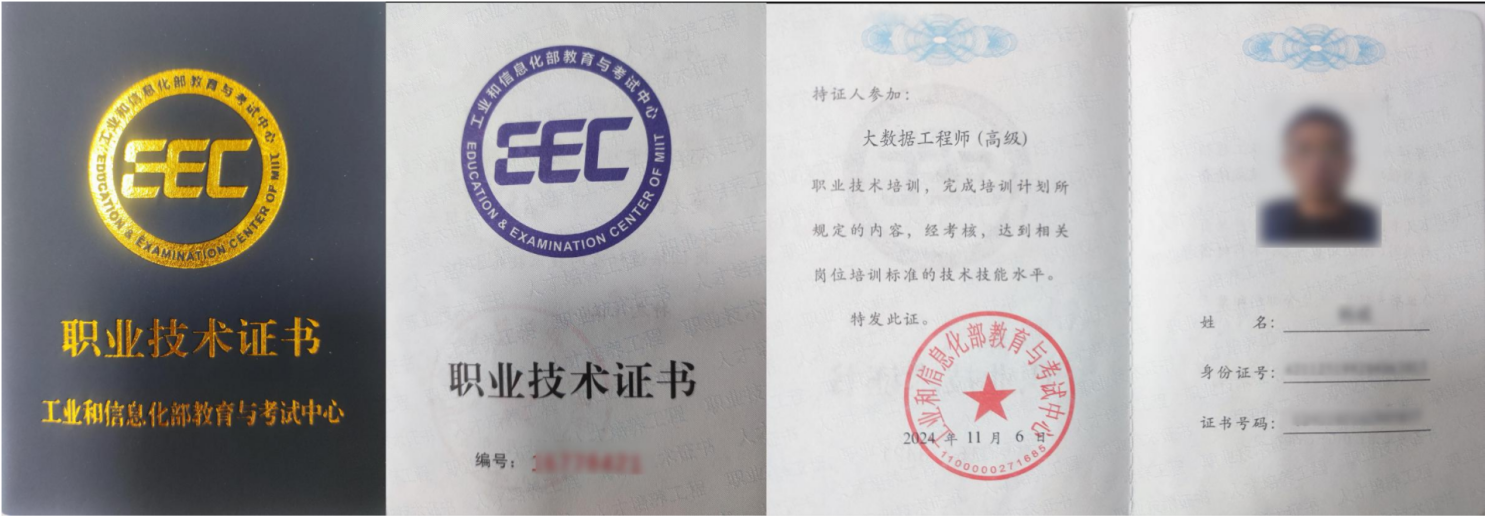 工业和信息化部教育与考试中心
EEC
EDUCATION & EXAMINATION CENTER OF MIIT
职业技术证书
工业和信息化部教育与考试中心
工业和信息化部教育与考试中心
EEC
EDUCATION & EXAMINATION CENTER OF MIIT
职业技术证书
编号：
持证人参加：
大数据工程师（高级）
职业技术培训，完成培训计划所
规定的内容，经考核，达到相关
岗位培训标准的技术技能水平。
特发此证。
工业和信息化部教育与考试中心
2024 年 11 月 6 日
1100000271685
姓 名：
身份证号：
证书号码：